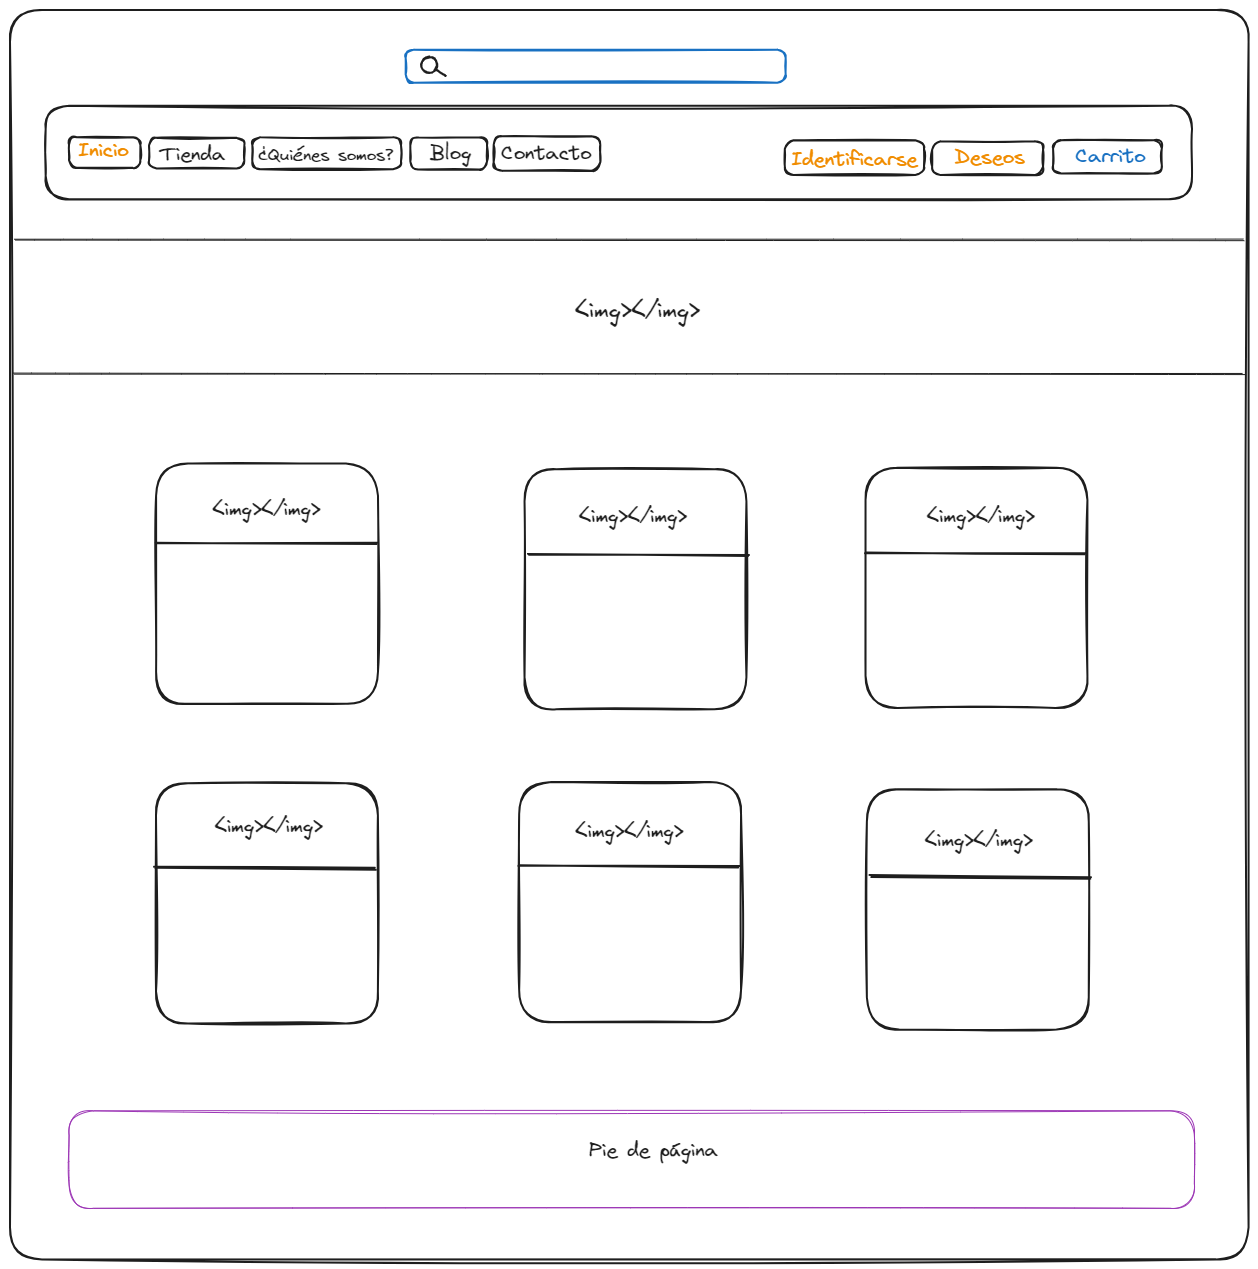 Inicio Tienda ¿Quiénes somos? Blog Contacto Identificarse Deseos Carrito
<img></img>
<img></img> <img></img> <img></img>
<img></img> <img></img> <img></img>
Pie de página